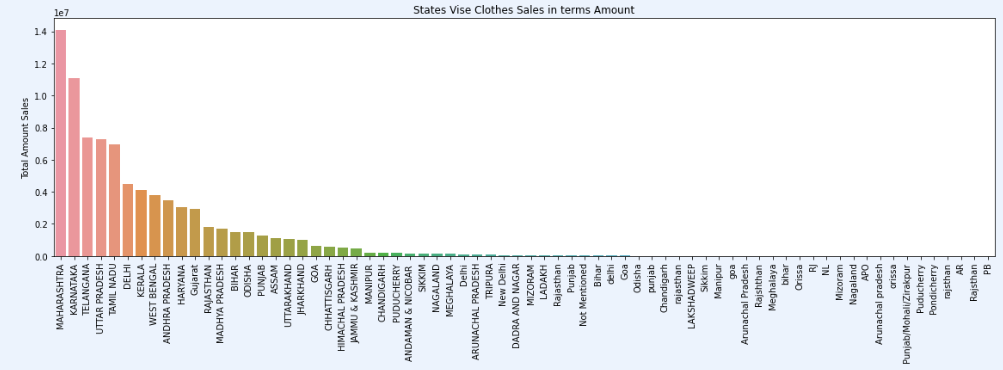 States Vise Clothes Sales in terms Amount
1e7
Total Amount Sales
1.4
1.2
1.0
0.8
0.6
0.4
0.2
0.0
MAHARASHTRA
KARNATAKA
TELANGANA
UTTAR PRADESH
TAMIL NADU
DELHI
KERALA
WEST BENGAL
ANDHRA PRADESH
HARYANA
Gujarat
RAJASTHAN
MADHYA PRADESH
BIHAR
ODISHA
PUNJAB
ASSAM
UTTARAKHAND
JHARKHAND
GOA
CHHATTISGARH
HIMACHAL PRADESH
JAMMU & KASHMIR
MANIPUR
CHANDIGARH
PUDUCHERRY
ANDAMAN & NICOBAR
SIKKIM
NAGALAND
MEGHALAYA
Delhi
ARUNACHAL PRADESH
TRIPURA
New Delhi
DADRA AND NAGAR
MIZORAM
LADAKH
Rajasthan
Punjab
Not Mentioned
Bihar
delhi
Goa
Odisha
punjab
Chandigarh
rajasthan
LAKSHADWEEP
Sikkim
Manipur
goa
Arunachal Pradesh
Rajshthan
Meghalaya
bihar
Orissa
RJ
NL
Mizoram
Nagaland
APO
Arunachal pradesh
orissa
Punjab/Mohali/Zirakpur
Puducherry
Pondicherry
rajsthan
AR
Rajsthan
PB